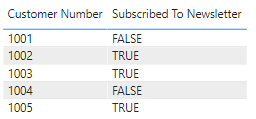 Customer Number Subscribed To Newsletter
1001 FALSE
1002 TRUE
1003 TRUE
1004 FALSE
1005 TRUE